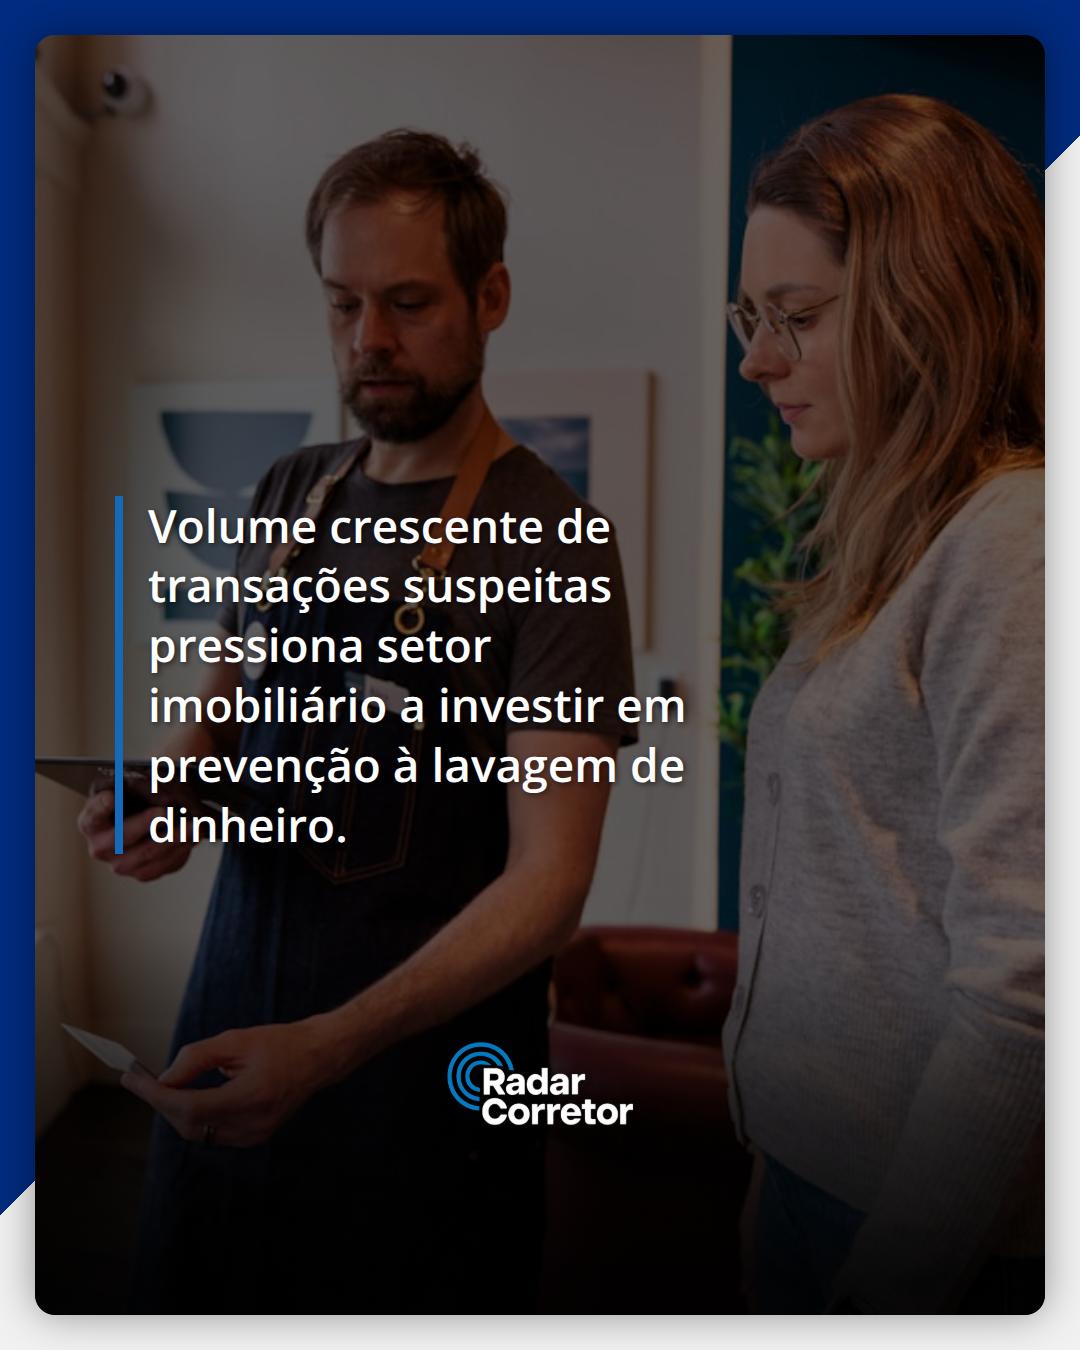 Volume crescente de
transações suspeitas
pressiona setor
imobiliário a investir em
prevenção à lavagem de
dinheiro.
Radar
Corretor